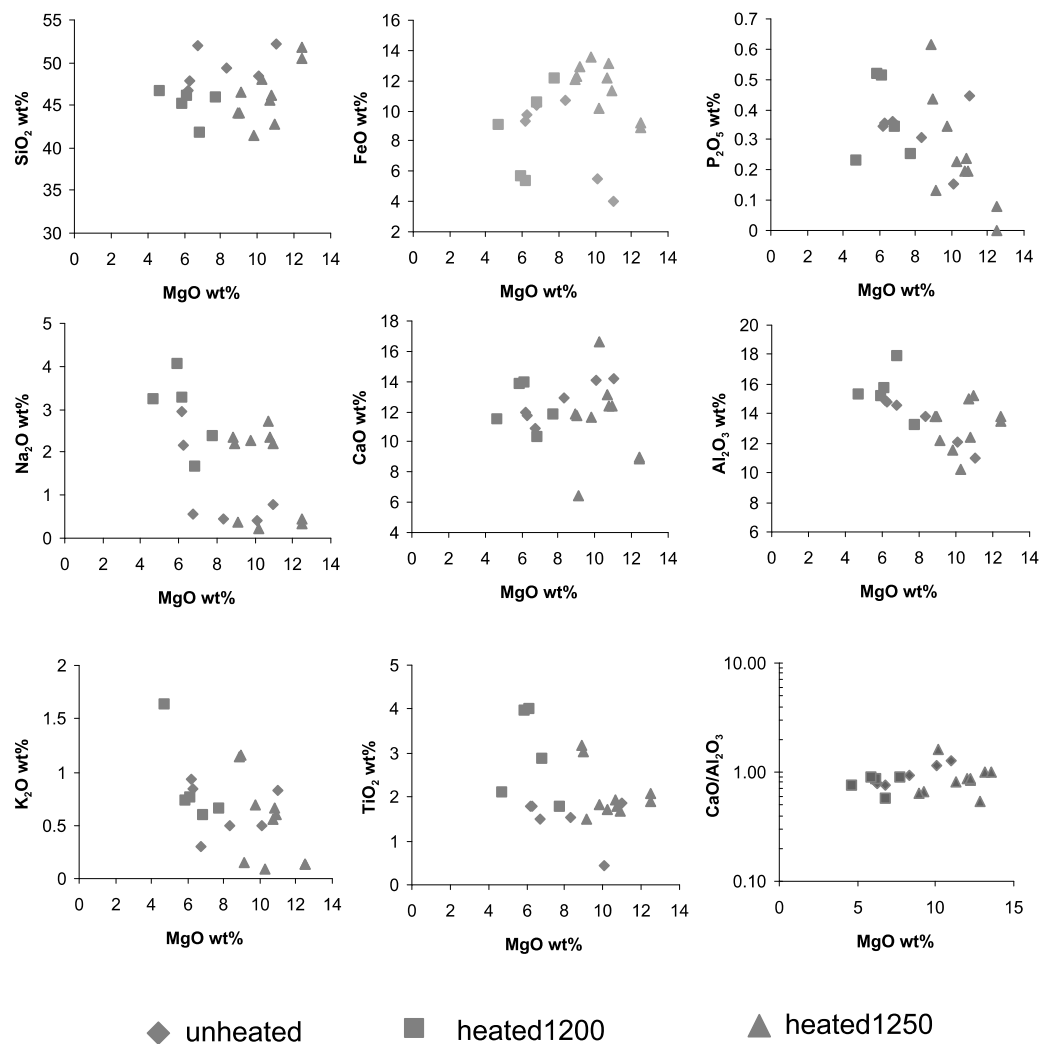 55
50
45
40
35
30
SiO₂ wt%
0 2 4 6 8 10 12 14
MgO wt%
16
14
12
10
8
6
4
2
FeO wt%
0 2 4 6 8 10 12 14
MgO wt%
0.7
0.6
0.5
0.4
0.3
0.2
0.1
0
P₂O₅ wt%
0 2 4 6 8 10 12 14
MgO wt%
5
4
3
2
1
0
Na₂O wt%
0 2 4 6 8 10 12 14
MgO wt%
18
16
14
12
10
8
6
4
CaO wt%
0 2 4 6 8 10 12 14
MgO wt%
20
18
16
14
12
10
8
6
Al₂O₃ wt%
0 2 4 6 8 10 12 14
MgO wt%
2
1.5
1
0.5
0
K₂O wt%
0 2 4 6 8 10 12 14
MgO wt%
5
4
3
2
1
0
TiO₂ wt%
0 2 4 6 8 10 12 14
MgO wt%
10.00
1.00
0.10
CaO/Al₂O₃
0 5 10 15
MgO wt%
unheated heated1200 heated1250